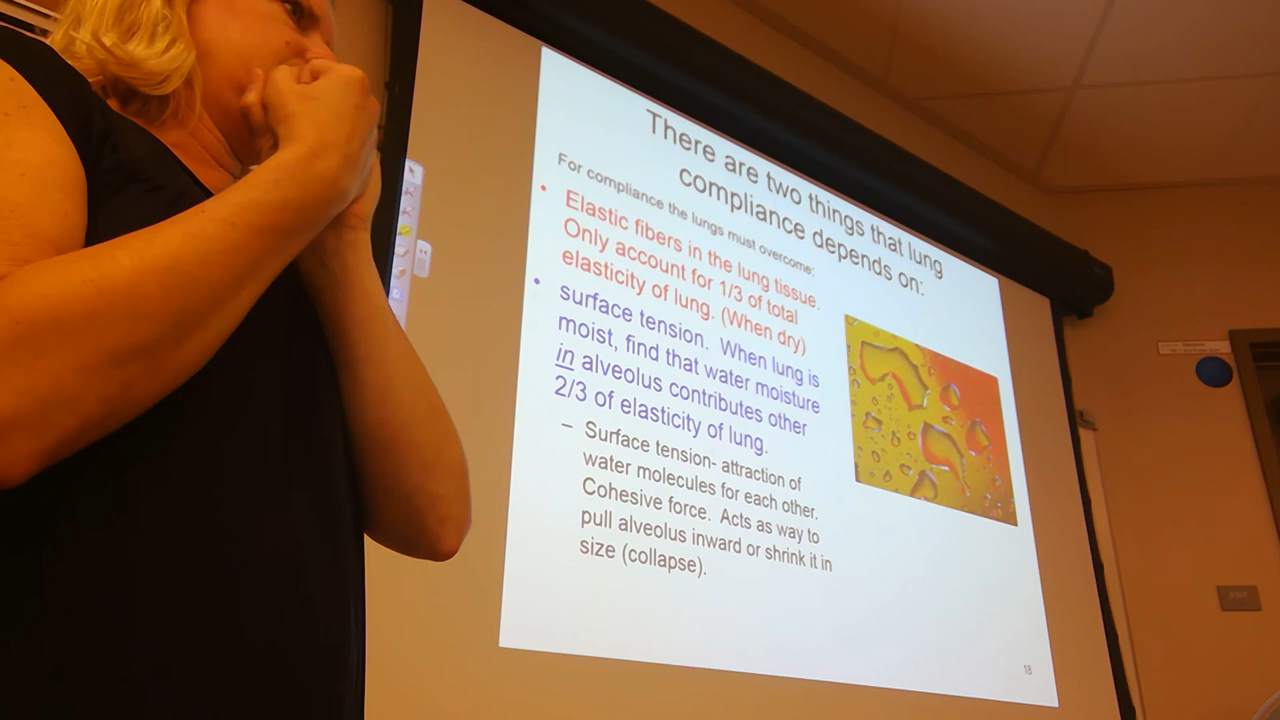 There are two things that lung
compliance depends on:
For compliance the lungs must overcome:
• Elastic fibers in the lung tissue.
Only account for 1/3 of total
elasticity of lung. (When dry)
• surface tension. When lung is
moist, find that water moisture
in alveolus contributes other
2/3 of elasticity of lung.
– Surface tension- attraction of
water molecules for each other.
Cohesive force. Acts as way to
pull alveolus inward or shrink it in
size (collapse).
18
EXIT